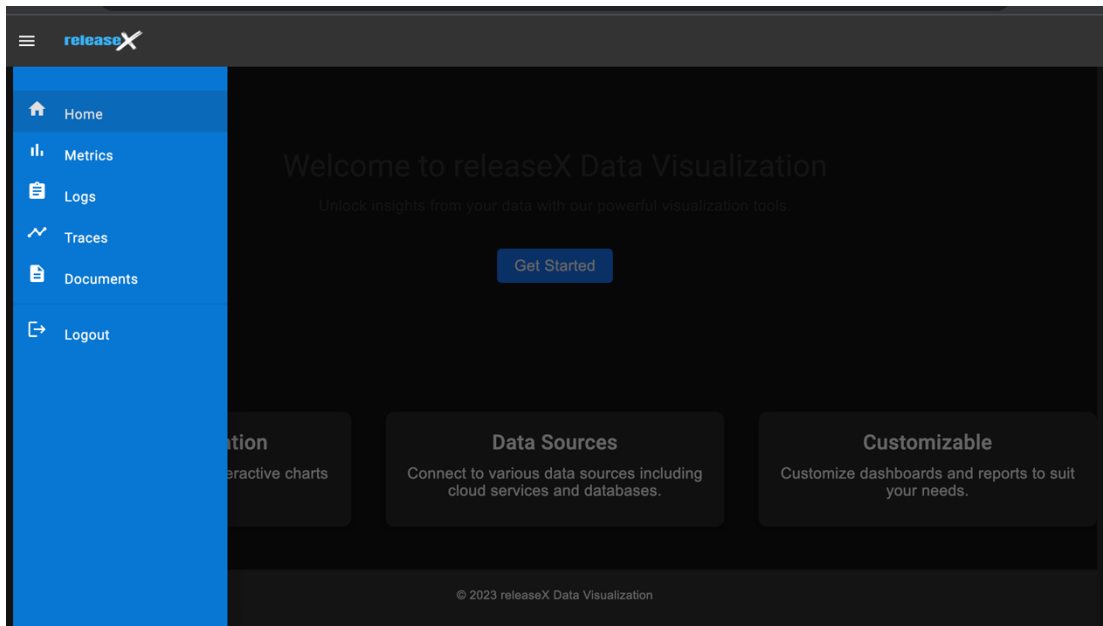 releaseX
Home
Metrics
Logs
Traces
Documents
Logout
Welcome to releaseX Data Visualization
Unlock insights from your data with our powerful visualization tools.
Get Started
ation
eractive charts
Data Sources
Connect to various data sources including
cloud services and databases.
Customizable
Customize dashboards and reports to suit
your needs.
© 2023 releaseX Data Visualization